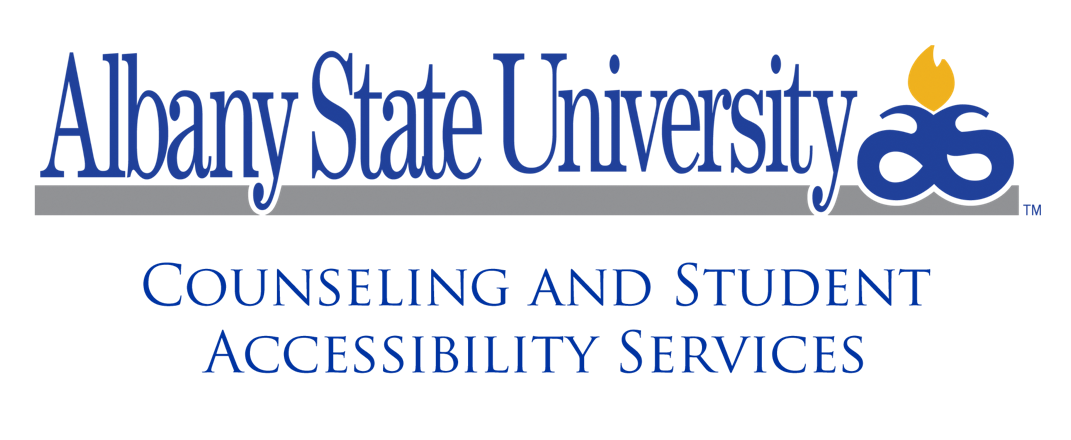 Albany State University
TM
Counseling and Student
Accessibility Services